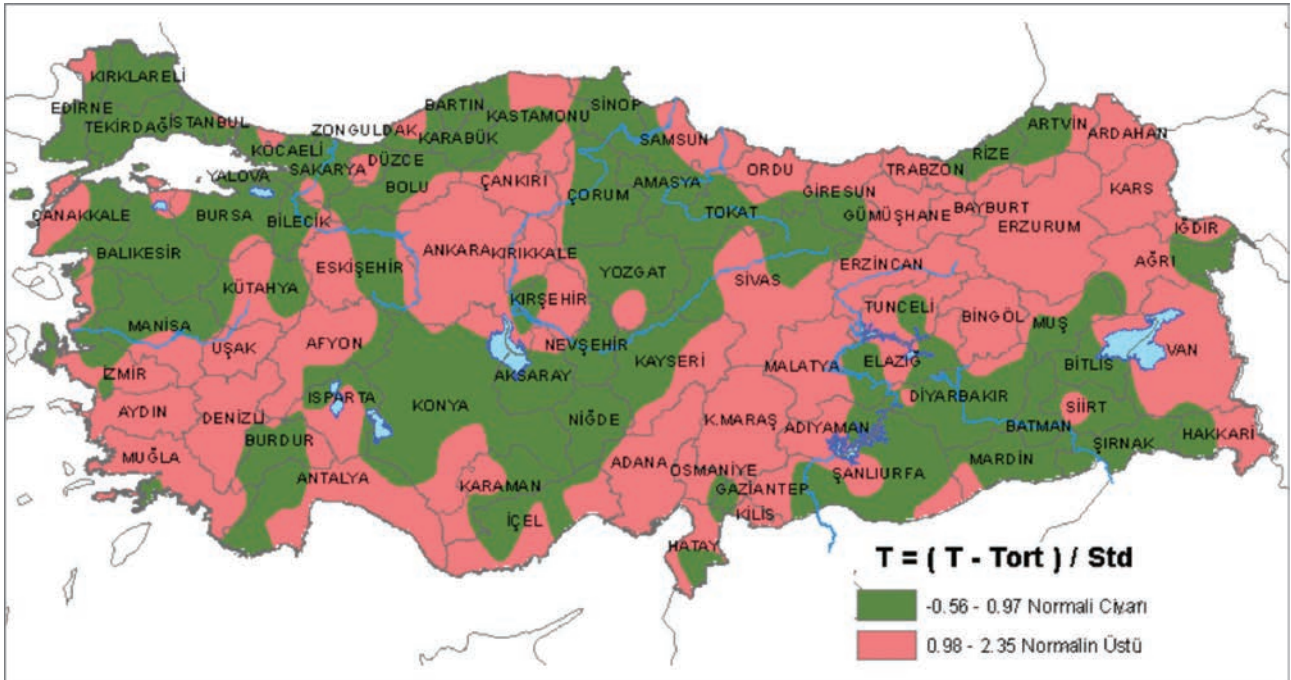 KIRKLARELİ
EDİRNE
TEKİRDAĞ
İSTANBUL
KOCAELİ
YALOVA
SAKARYA
DÜZCE
ZONGULDAK
BARTIN
KARABÜK
KASTAMONU
SİNOP
SAMSUN
BOLU
ÇANKIRI
ÇORUM
AMASYA
TOKAT
ORDU
GİRESUN
TRABZON
RİZE
ARTVİN
ARDAHAN
KARS
GÜMÜŞHANE
BAYBURT
ERZURUM
IĞDIR
AĞRI
ÇANAKKALE
BURSA
BİLECİK
BALIKESİR
KÜTAHYA
ESKİŞEHİR
ANKARA
KIRIKKALE
KIRŞEHİR
YOZGAT
SİVAS
ERZİNCAN
TUNCELİ
BİNGÖL
MUŞ
BİTLİS
VAN
MANİSA
UŞAK
AFYON
İZMİR
AYDIN
DENİZLİ
ISPARTA
BURDUR
MUĞLA
ANTALYA
KONYA
AKSARAY
NEVŞEHİR
KAYSERİ
NİĞDE
KARAMAN
İÇEL
ADANA
OSMANİYE
HATAY
K.MARAŞ
MALATYA
ELAZIĞ
ADIYAMAN
GAZİANTEP
KİLİS
ŞANLIURFA
DİYARBAKIR
MARDİN
BATMAN
SİİRT
ŞIRNAK
HAKKARİ
T = ( T - Tort ) / Std
-0.56 - 0.97 Normali Civarı
0.98 - 2.35 Normalin Üstü